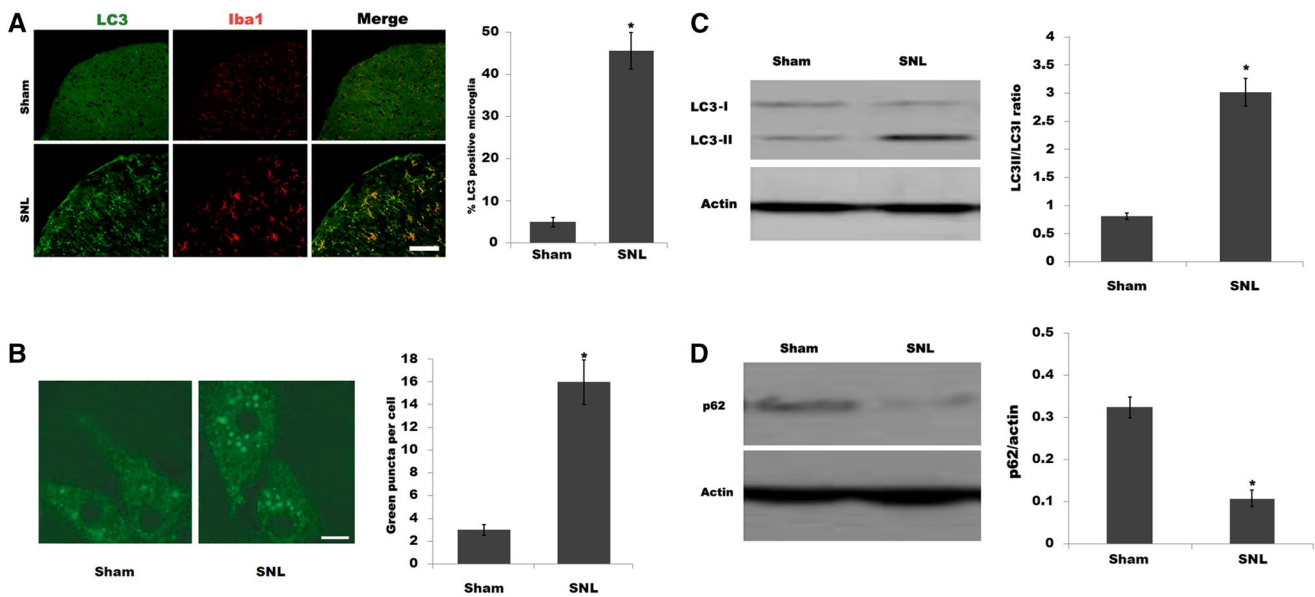 A
LC3 Iba1 Merge
Sham
SNL
% LC3 positive microglia
50
40
30
20
10
0
Sham SNL
*
B
Sham SNL
Green puncta per cell
18
16
14
12
10
8
6
4
2
0
Sham SNL
*
C
Sham SNL
LC3-I
LC3-II
Actin
LC3II/LC3I ratio
4
3.5
3
2.5
2
1.5
1
0.5
0
Sham SNL
*
D
Sham SNL
p62
Actin
p62/actin
0.5
0.4
0.3
0.2
0.1
0
Sham SNL
*